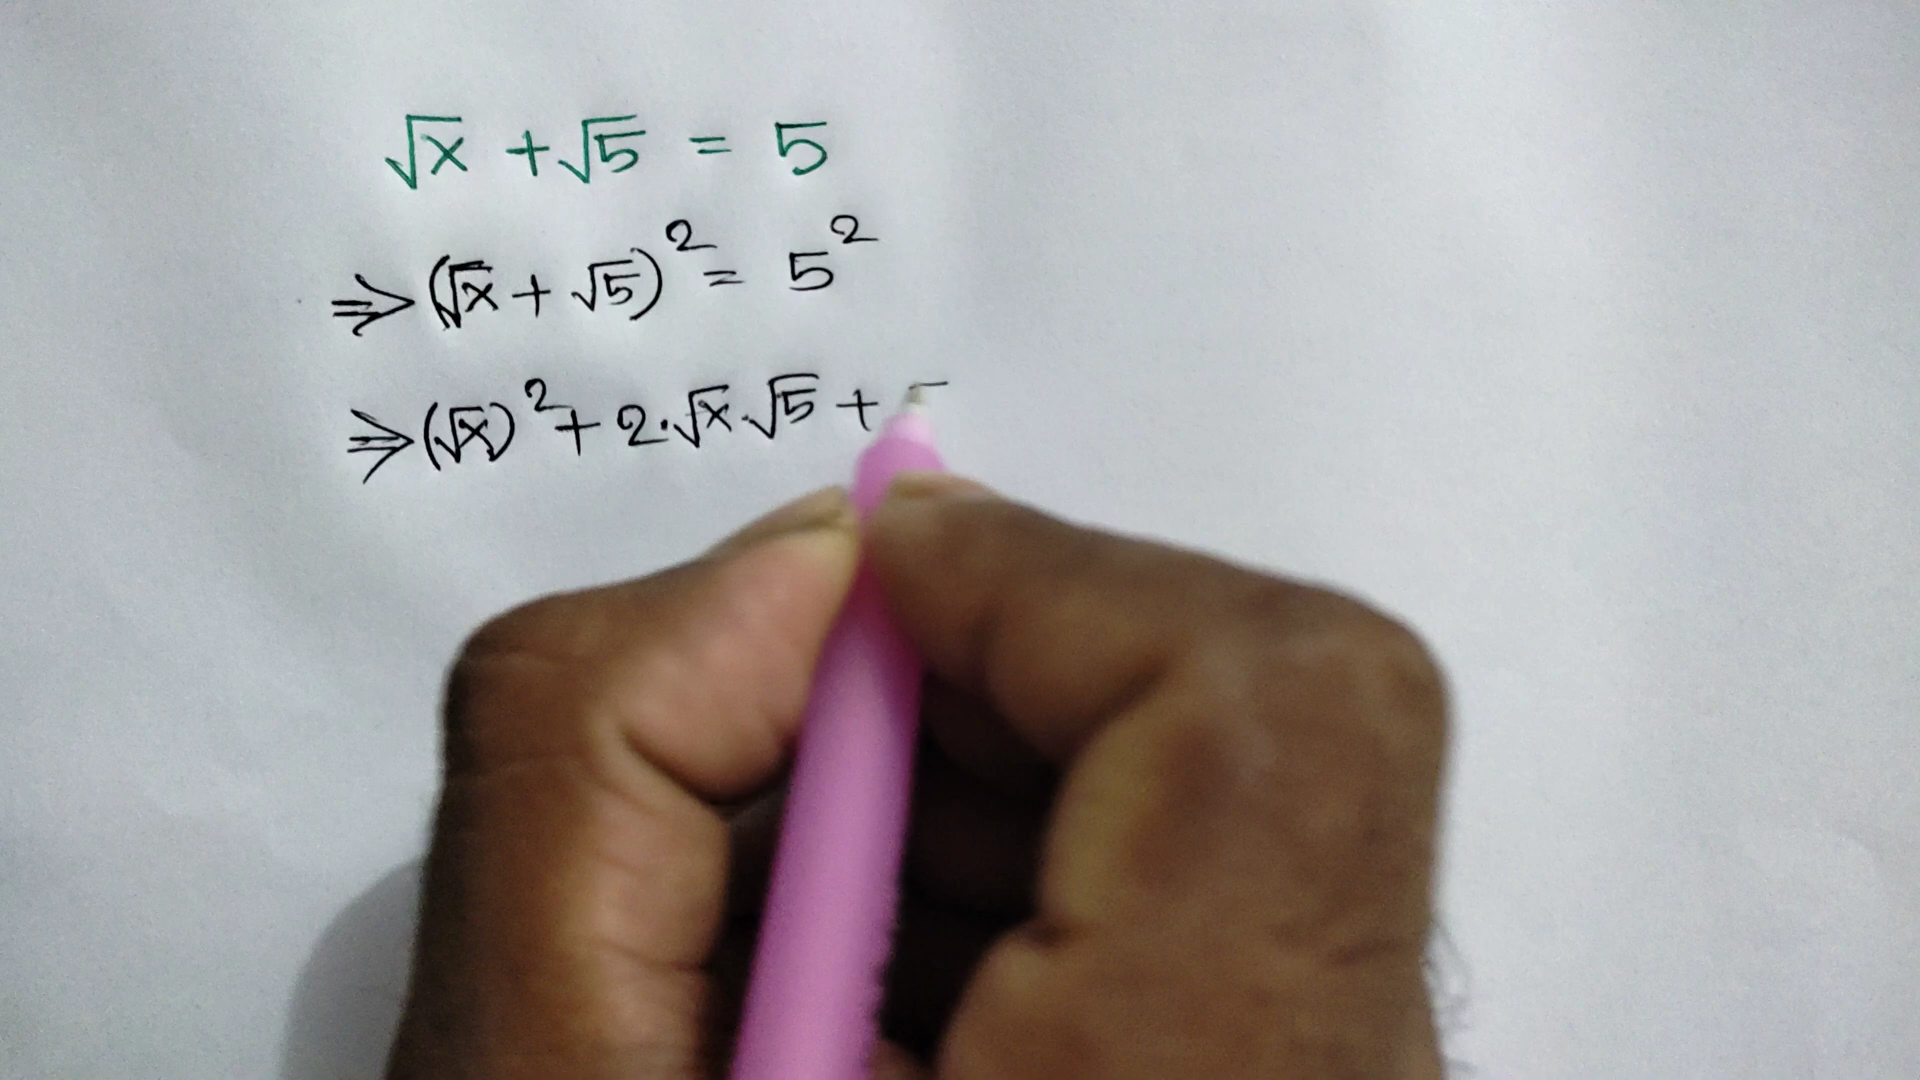 √x + √5 = 5
⇒ (√x + √5)² = 5²
⇒ (√x)² + 2·√x·√5 +